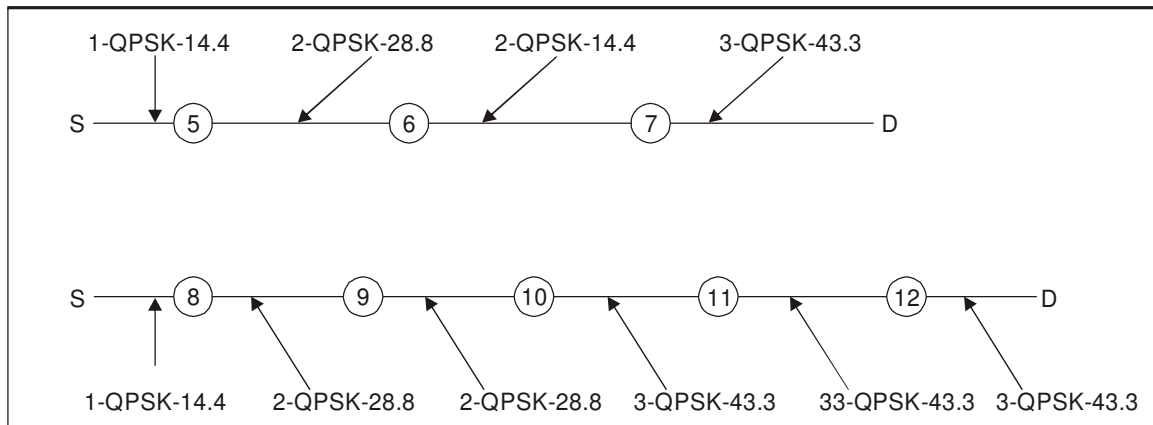 1-QPSK-14.4 2-QPSK-28.8 2-QPSK-14.4 3-QPSK-43.3
S 5 6 7 D
S 8 9 10 11 12 D
1-QPSK-14.4 2-QPSK-28.8 2-QPSK-28.8 3-QPSK-43.3 33-QPSK-43.3 3-QPSK-43.3